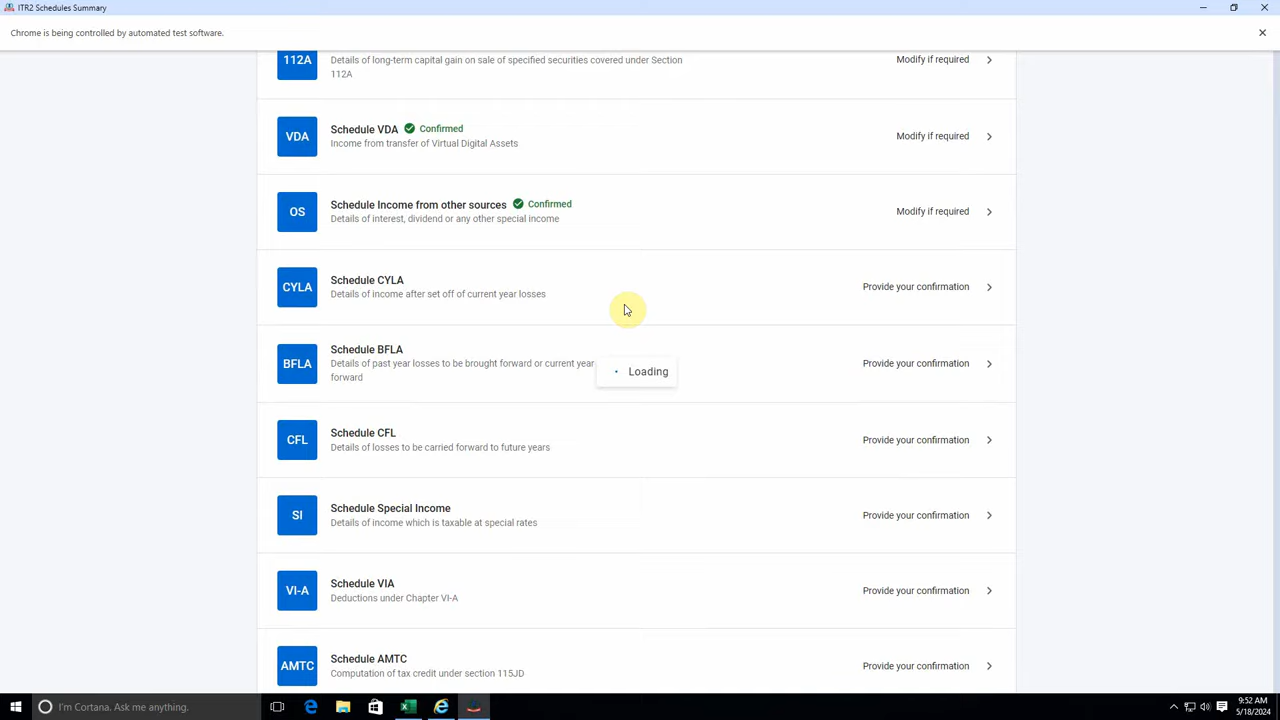 ITR2 Schedules Summary
Chrome is being controlled by automated test software.
112A
Details of long-term capital gain on sale of specified securities covered under Section
112A
Modify if required
VDA
Schedule VDA Confirmed
Income from transfer of Virtual Digital Assets
Modify if required
OS
Schedule Income from other sources Confirmed
Details of interest, dividend or any other special income
Modify if required
CYLA
Schedule CYLA
Details of income after set off of current year losses
Provide your confirmation
BFLA
Schedule BFLA
Details of past year losses to be brought forward or current year
forward
Provide your confirmation
Loading
CFL
Schedule CFL
Details of losses to be carried forward to future years
Provide your confirmation
SI
Schedule Special Income
Details of income which is taxable at special rates
Provide your confirmation
VI-A
Schedule VIA
Deductions under Chapter VI-A
Provide your confirmation
AMTC
Schedule AMTC
Computation of tax credit under section 115JD
Provide your confirmation
I'm Cortana. Ask me anything.
9:52 AM
5/18/2024